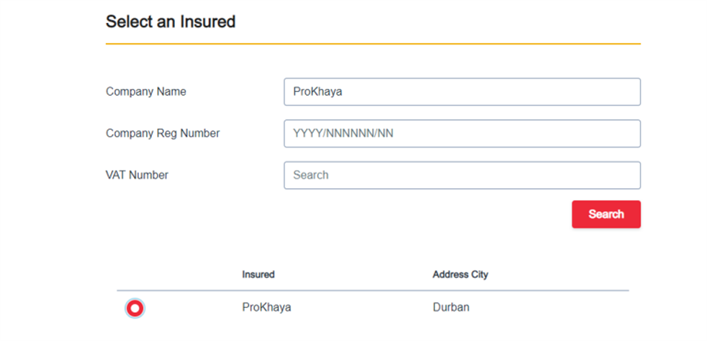 Select an Insured
Company Name ProKhaya
Company Reg Number YYYY/NNNNNN/NN
VAT Number Search
Search
Insured Address City
ProKhaya Durban